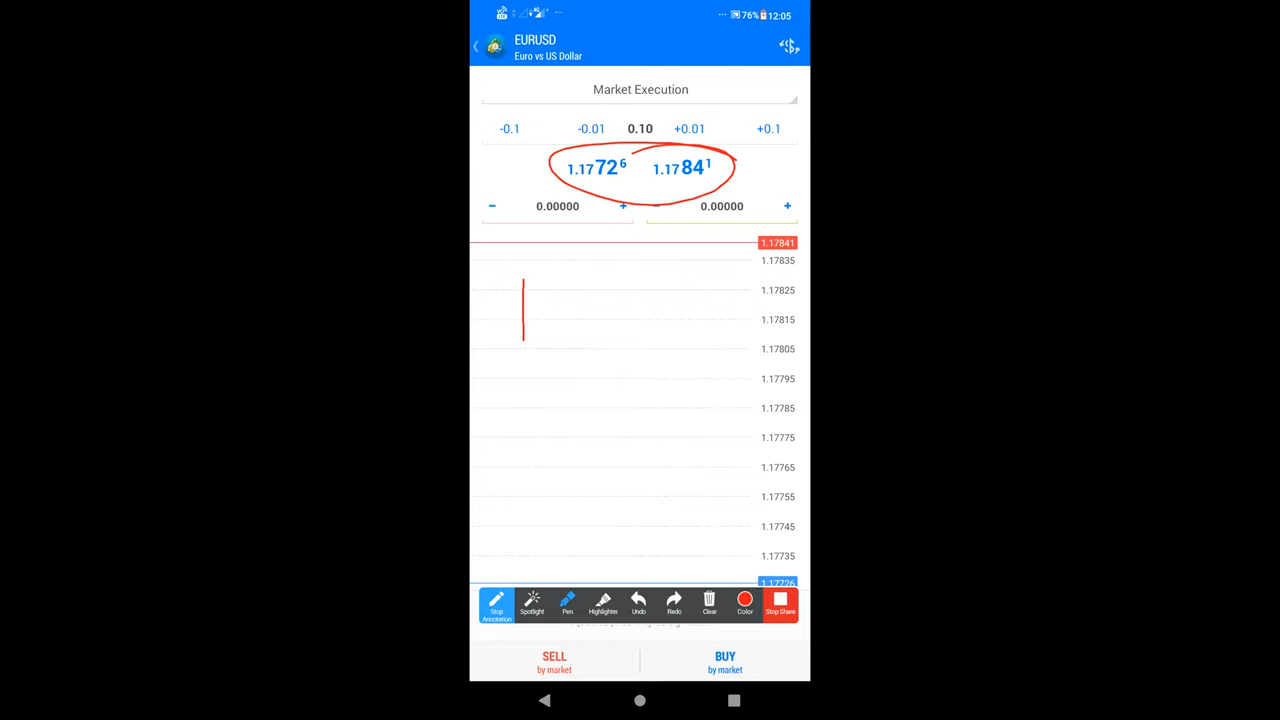 76% 12:05
EURUSD
Euro vs US Dollar
Market Execution
-0.1 -0.01 0.10 +0.01 +0.1
1.17726 1.17841
- 0.00000 + - 0.00000 +
1.17841
1.17835
1.17825
1.17815
1.17805
1.17795
1.17785
1.17775
1.17765
1.17755
1.17745
1.17735
1.17726
Stop Annotation Spotlight Pen Highlighter Undo Redo Clear Color Stop Share
SELL BUY
by market by market